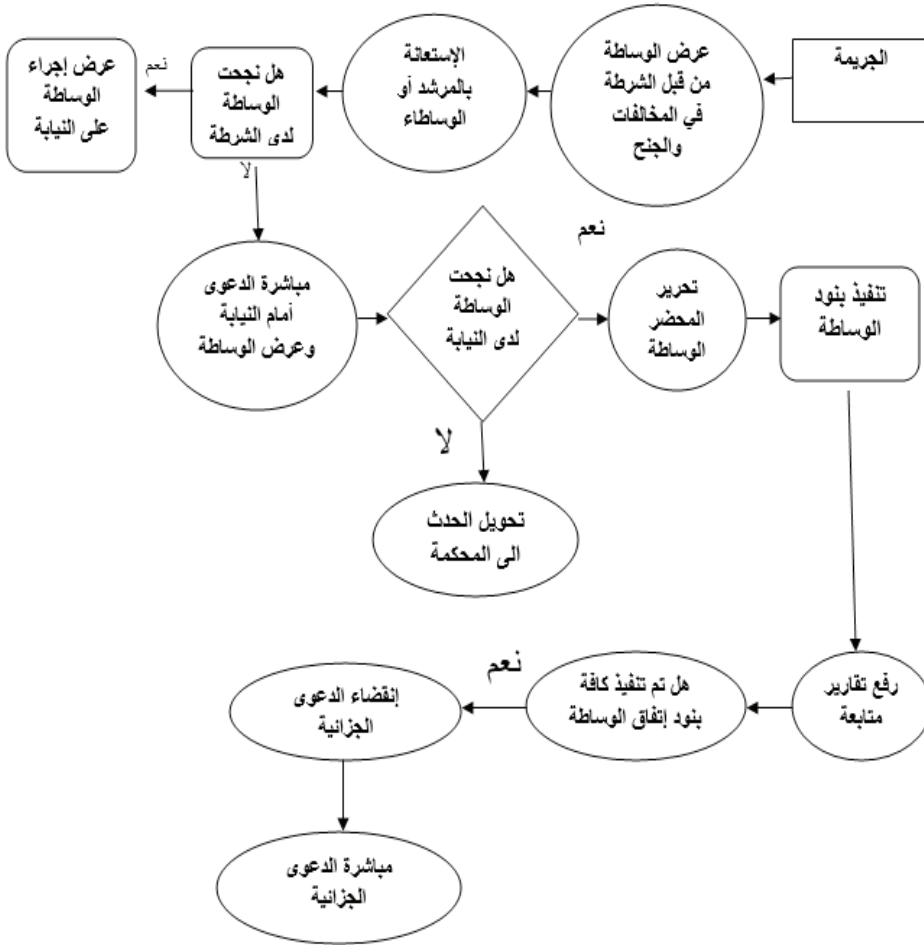 الجريمة
عرض الوساطة
من قبل الشرطة
في المخالفات
والجنح
الإستعانة
بالمرشد أو
الوسطاء
هل نجحت
الوساطة
لدى الشرطة
نعم
عرض إجراء
الوساطة
على النيابة
لا
مباشرة الدعوى
أمام النيابة
وعرض الوساطة
هل نجحت
الوساطة
لدى النيابة
نعم
تحرير
المحضر
الوساطة
تنفيذ بنود
الوساطة
لا
تحويل الحدث
الى المحكمة
رفع تقارير
متابعة
هل تم تنفيذ كافة
بنود إتفاق الوساطة
نعم
إنقضاء الدعوى
الجزائية
مباشرة الدعوى
الجزائية